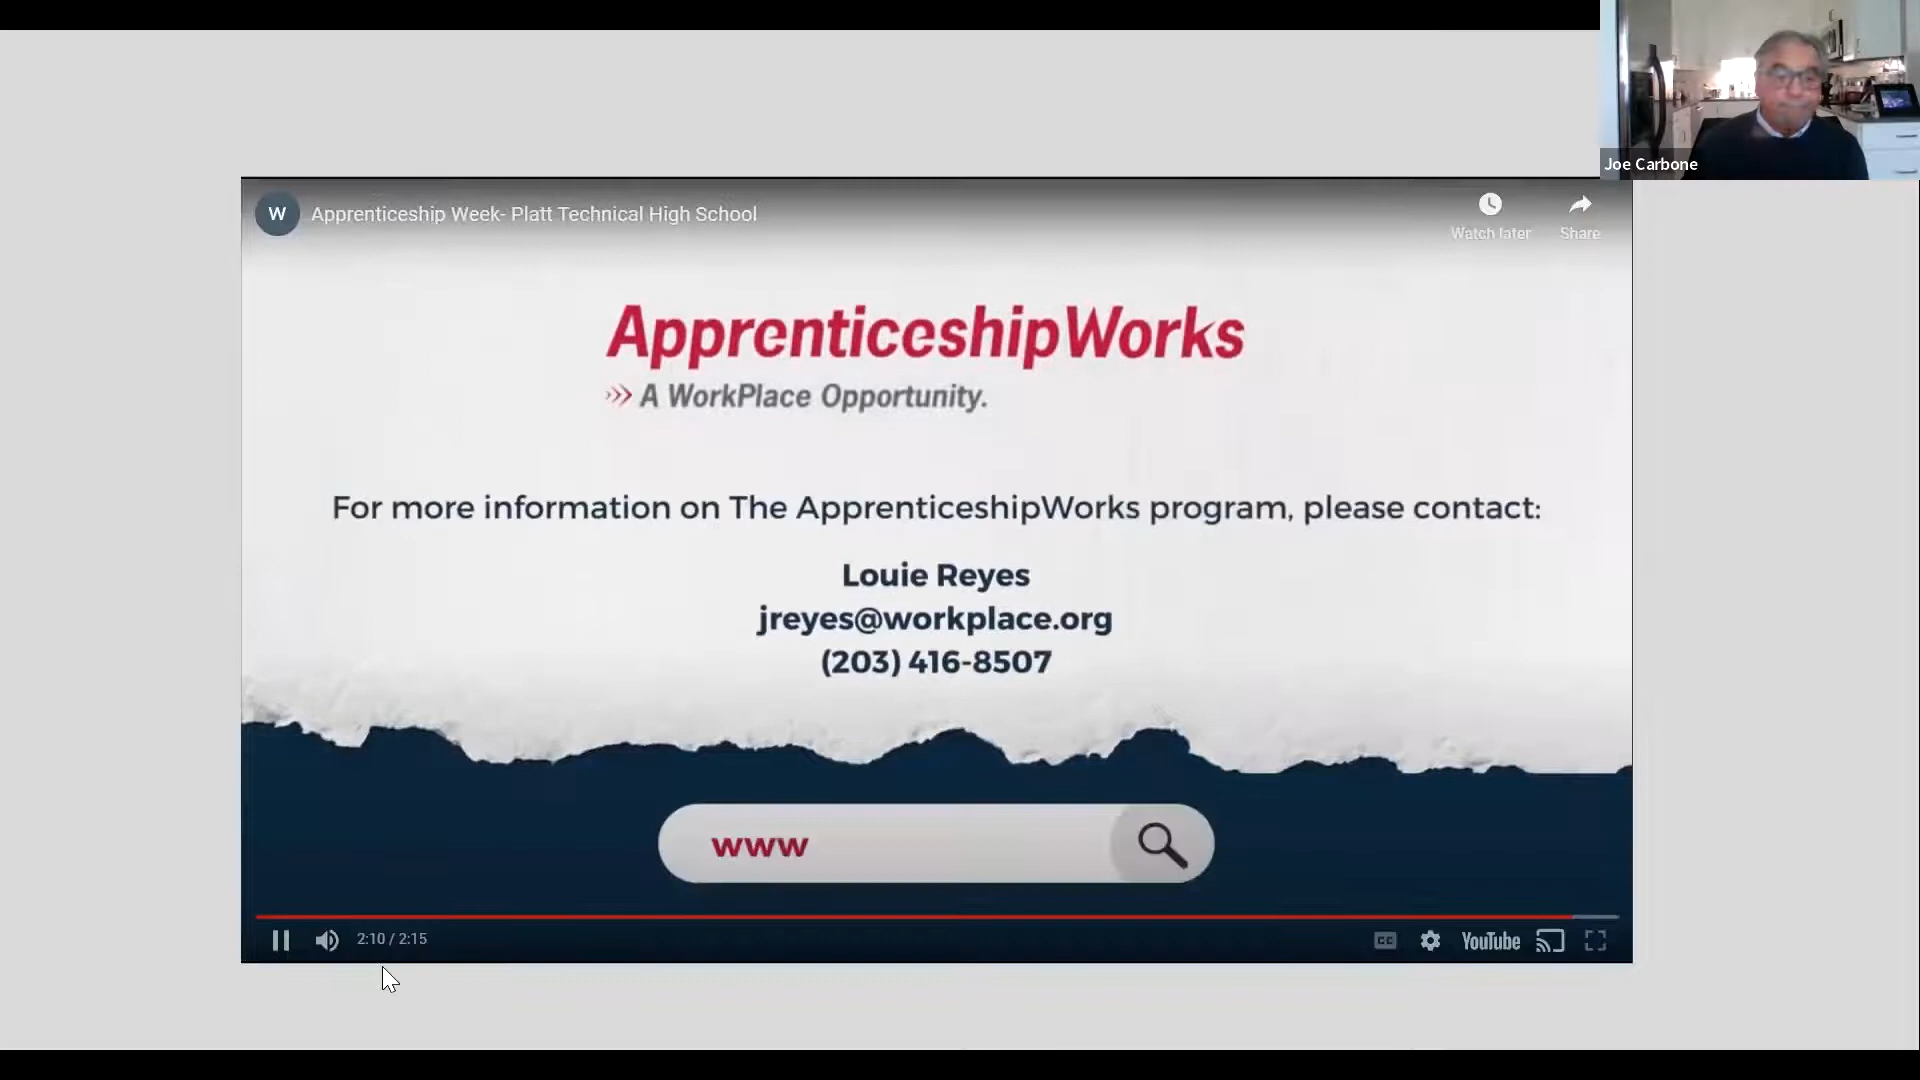 Joe Carbone
W
Apprenticeship Week- Platt Technical High School
Watch later
Share
ApprenticeshipWorks
A WorkPlace Opportunity.
For more information on The ApprenticeshipWorks program, please contact:
Louie Reyes
jreyes@workplace.org
(203) 416-8507
www
2:10 / 2:15
CC
YouTube